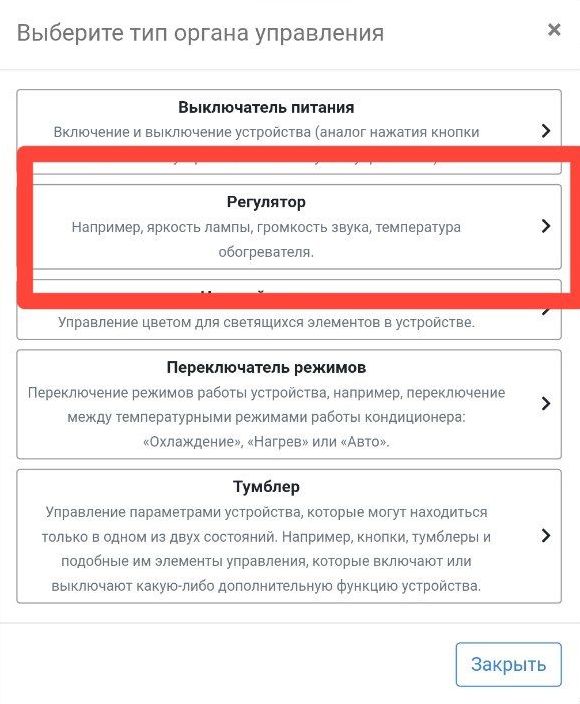 Выберите тип органа управления
×
Выключатель питания
Включение и выключение устройства (аналог нажатия кнопки
Регулятор
Например, яркость лампы, громкость звука, температура
обогревателя.
Управление цветом для светящихся элементов в устройстве.
Переключатель режимов
Переключение режимов работы устройства, например, переключение
между температурными режимами работы кондиционера:
«Охлаждение», «Нагрев» или «Авто».
Тумблер
Управление параметрами устройства, которые могут находиться
только в одном из двух состояний. Например, кнопки, тумблеры и
подобные им элементы управления, которые включают или
выключают какую-либо дополнительную функцию устройства.
Закрыть